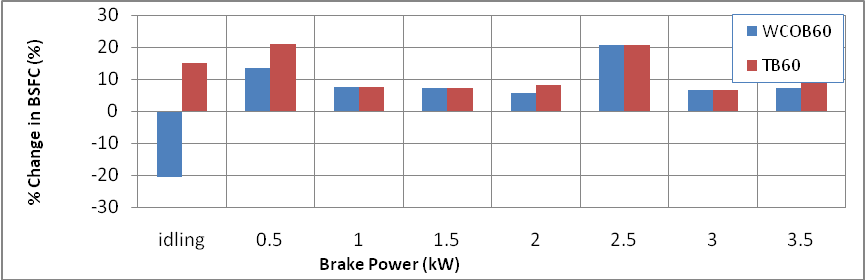 % Change in BSFC (%)
30
20
10
0
-10
-20
-30
WCOB60
TB60
idling 0.5 1 1.5 2 2.5 3 3.5
Brake Power (kW)